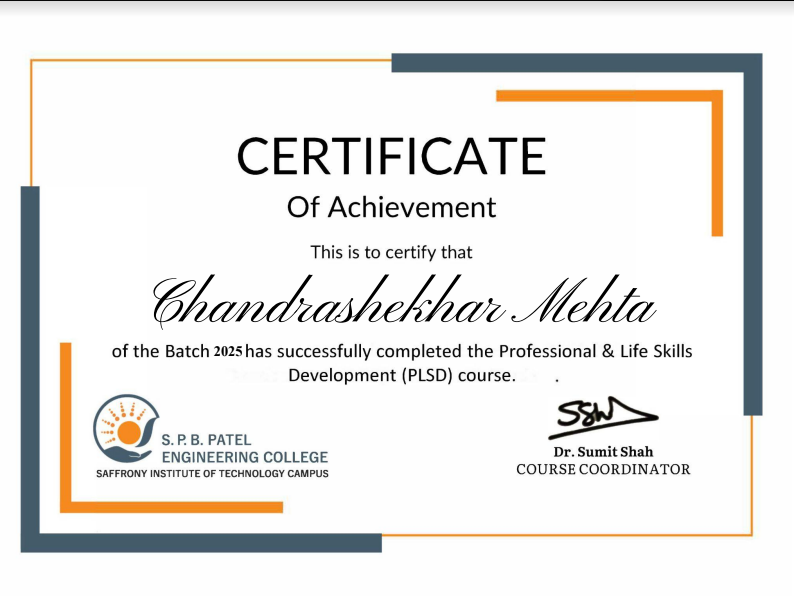 CERTIFICATE
Of Achievement
This is to certify that
Chandrashekhar Mehta
of the Batch 2025 has successfully completed the Professional & Life Skills
Development (PLSD) course. .
S. P. B. PATEL
ENGINEERING COLLEGE
SAFFRONY INSTITUTE OF TECHNOLOGY CAMPUS
Dr. Sumit Shah
COURSE COORDINATOR